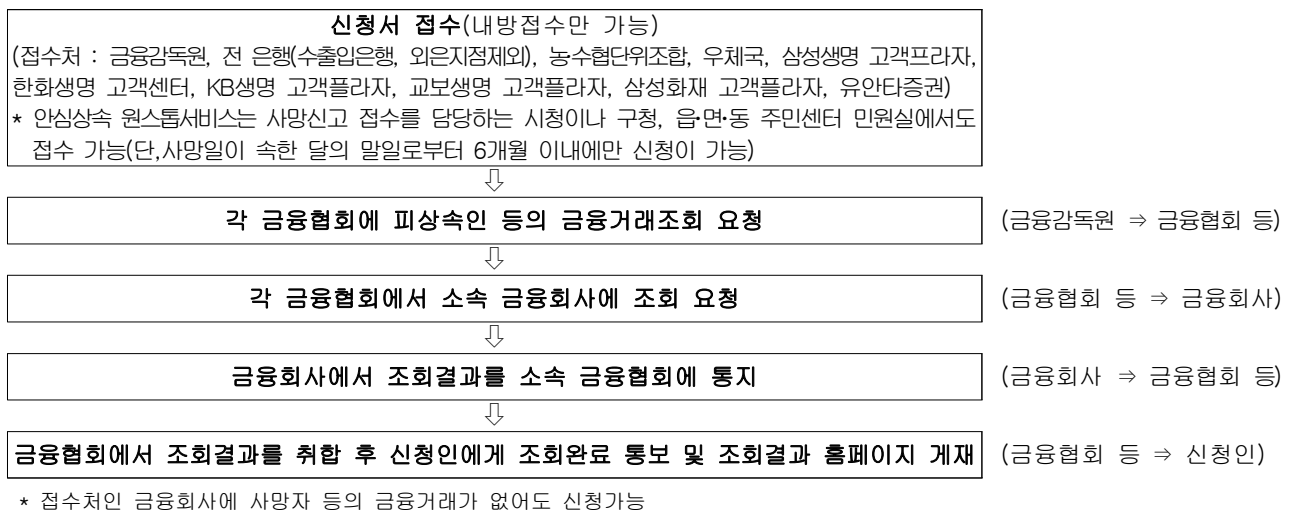 신청서 접수(내방접수만 가능)
(접수처 : 금융감독원, 전 은행(수출입은행, 외은지점제외), 농수협단위조합, 우체국, 삼성생명 고객프라자,
한화생명 고객센터, KB생명 고객플라자, 교보생명 고객플라자, 삼성화재 고객플라자, 유안타증권)
* 안심상속 원스톱서비스는 사망신고 접수를 담당하는 시청이나 구청, 읍·면·동 주민센터 민원실에서도
접수 가능(단,사망일이 속한 달의 말일로부터 6개월 이내에만 신청이 가능)
⇩
각 금융협회에 피상속인 등의 금융거래조회 요청 (금융감독원 ⇒ 금융협회 등)
⇩
각 금융협회에서 소속 금융회사에 조회 요청 (금융협회 등 ⇒ 금융회사)
⇩
금융회사에서 조회결과를 소속 금융협회에 통지 (금융회사 ⇒ 금융협회 등)
⇩
금융협회에서 조회결과를 취합 후 신청인에게 조회완료 통보 및 조회결과 홈페이지 게재 (금융협회 등 ⇒ 신청인)
* 접수처인 금융회사에 사망자 등의 금융거래가 없어도 신청가능